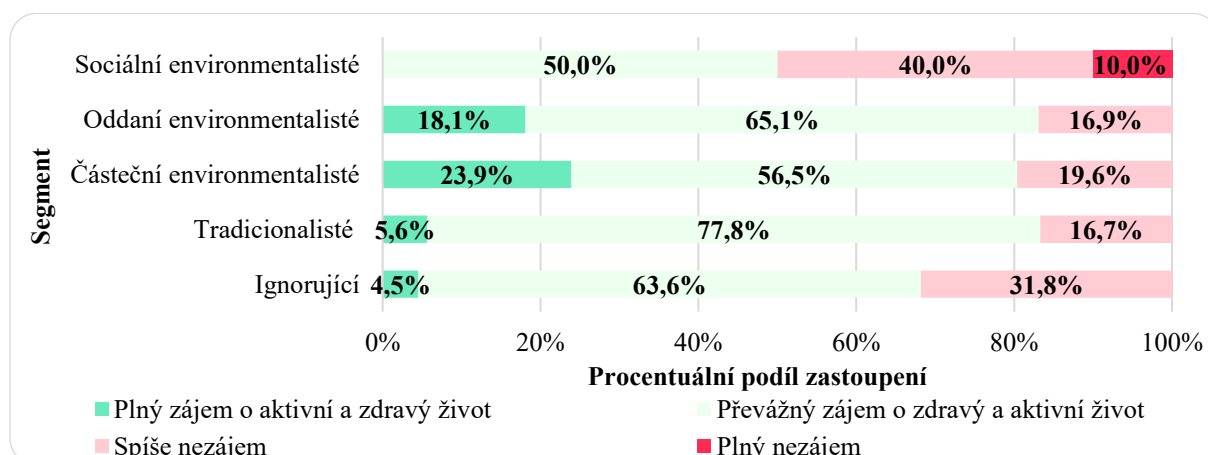 Segment
Sociální environmentalisté 50,0% 40,0% 10,0%
Oddaní environmentalisté 18,1% 65,1% 16,9%
Částeční environmentalisté 23,9% 56,5% 19,6%
Tradicionalisté 5,6% 77,8% 16,7%
Ignorující 4,5% 63,6% 31,8%
0% 20% 40% 60% 80% 100%
Procentuální podíl zastoupení
Plný zájem o aktivní a zdravý život Převážný zájem o zdravý a aktivní život
Spíše nezájem Plný nezájem